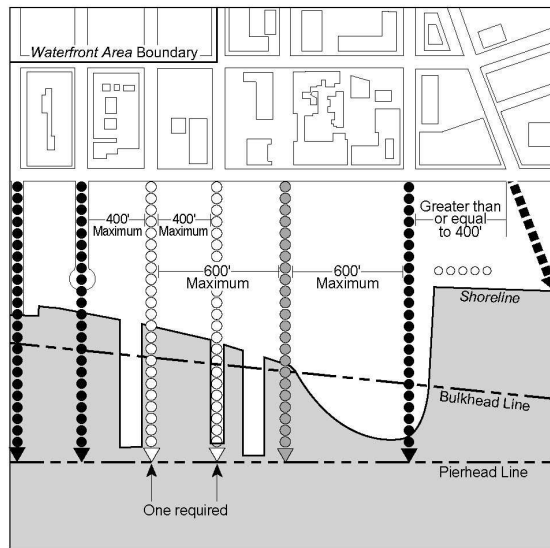 Waterfront Area Boundary
400'
Maximum
400'
Maximum
Greater than
or equal
to 400'
600'
Maximum
600'
Maximum
Shoreline
Bulkhead Line
Pierhead Line
One required